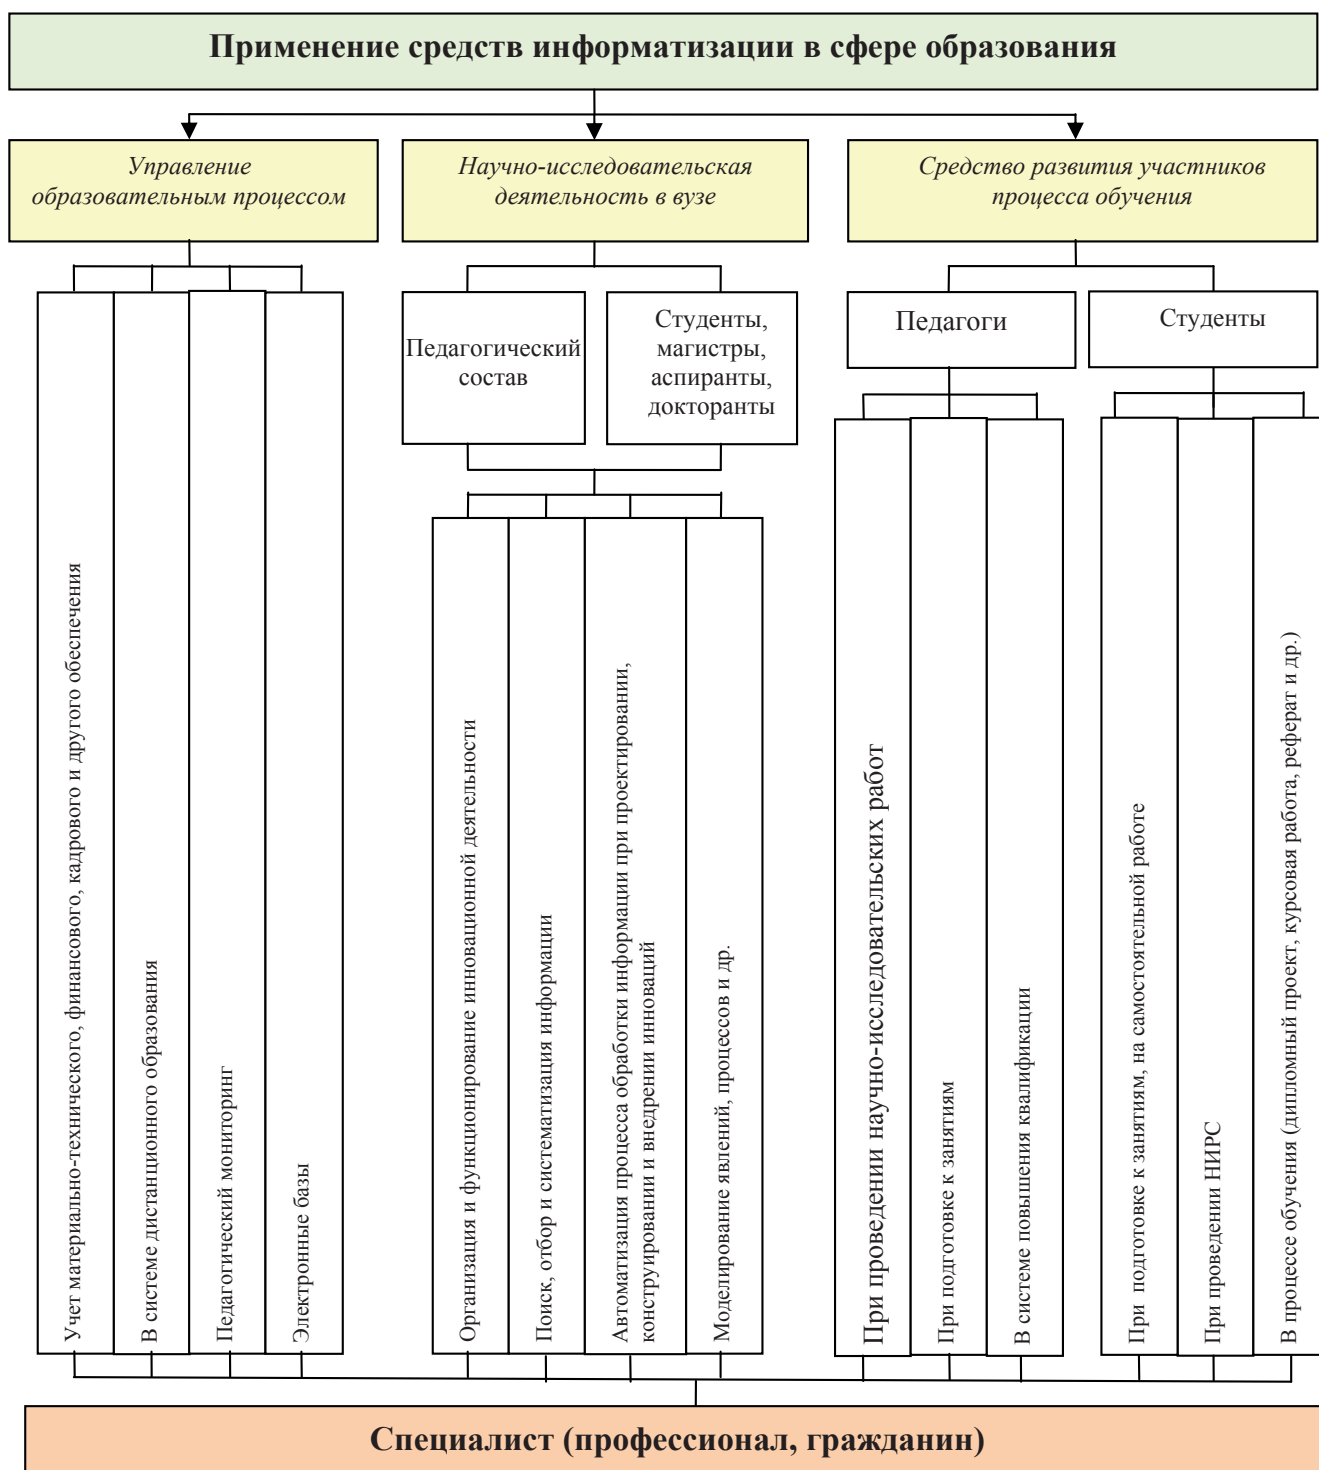 Применение средств информатизации в сфере образования
Управление
образовательным процессом
Научно-исследовательская
деятельность в вузе
Средство развития участников
процесса обучения
Педагогический
состав
Студенты,
магистры,
аспиранты,
докторанты
Педагоги
Студенты
Учет материально-технического, финансового, кадрового и другого обеспечения
В системе дистанционного образования
Педагогический мониторинг
Электронные базы
Организация и функционирование инновационной деятельности
Поиск, отбор и систематизация информации
Автоматизация процесса обработки информации при проектировании,
конструировании и внедрении инноваций
Моделирование явлений, процессов и др.
При проведении научно-исследовательских работ
При подготовке к занятиям
В системе повышения квалификации
При подготовке к занятиям, на самостоятельной работе
При проведении НИРС
В процессе обучения (дипломный проект, курсовая работа, реферат и др.)
Специалист (профессионал, гражданин)